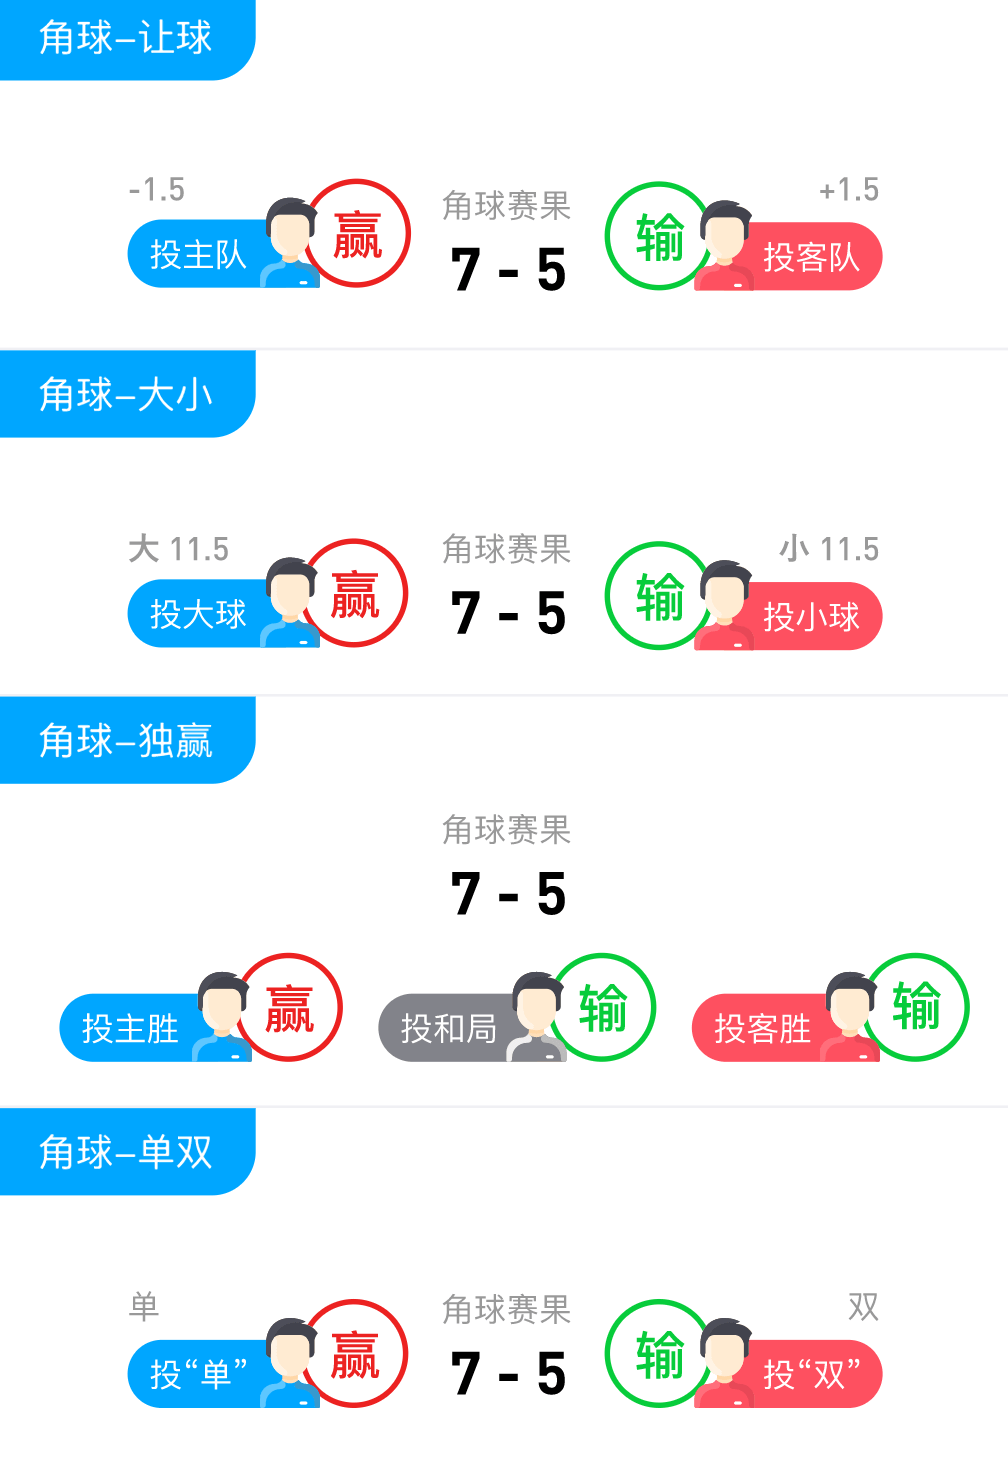 角球–让球
-1.5
角球赛果
+1.5
投主队
赢
7 - 5
输
投客队
角球–大小
大 11.5
角球赛果
小 11.5
投大球
赢
7 - 5
输
投小球
角球–独赢
角球赛果
7 - 5
投主胜
赢
投和局
输
投客胜
输
角球–单双
单
角球赛果
双
投“单”
赢
7 - 5
输
投“双”